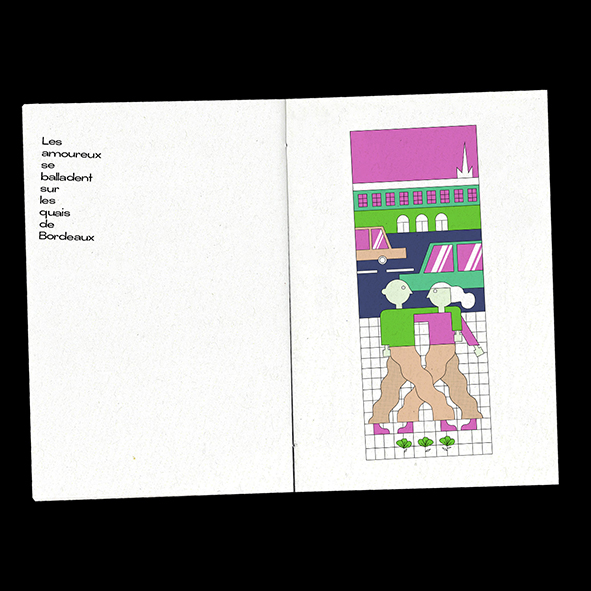 Les
amoureux
se
balladent
sur
les
quais
de
Bordeaux